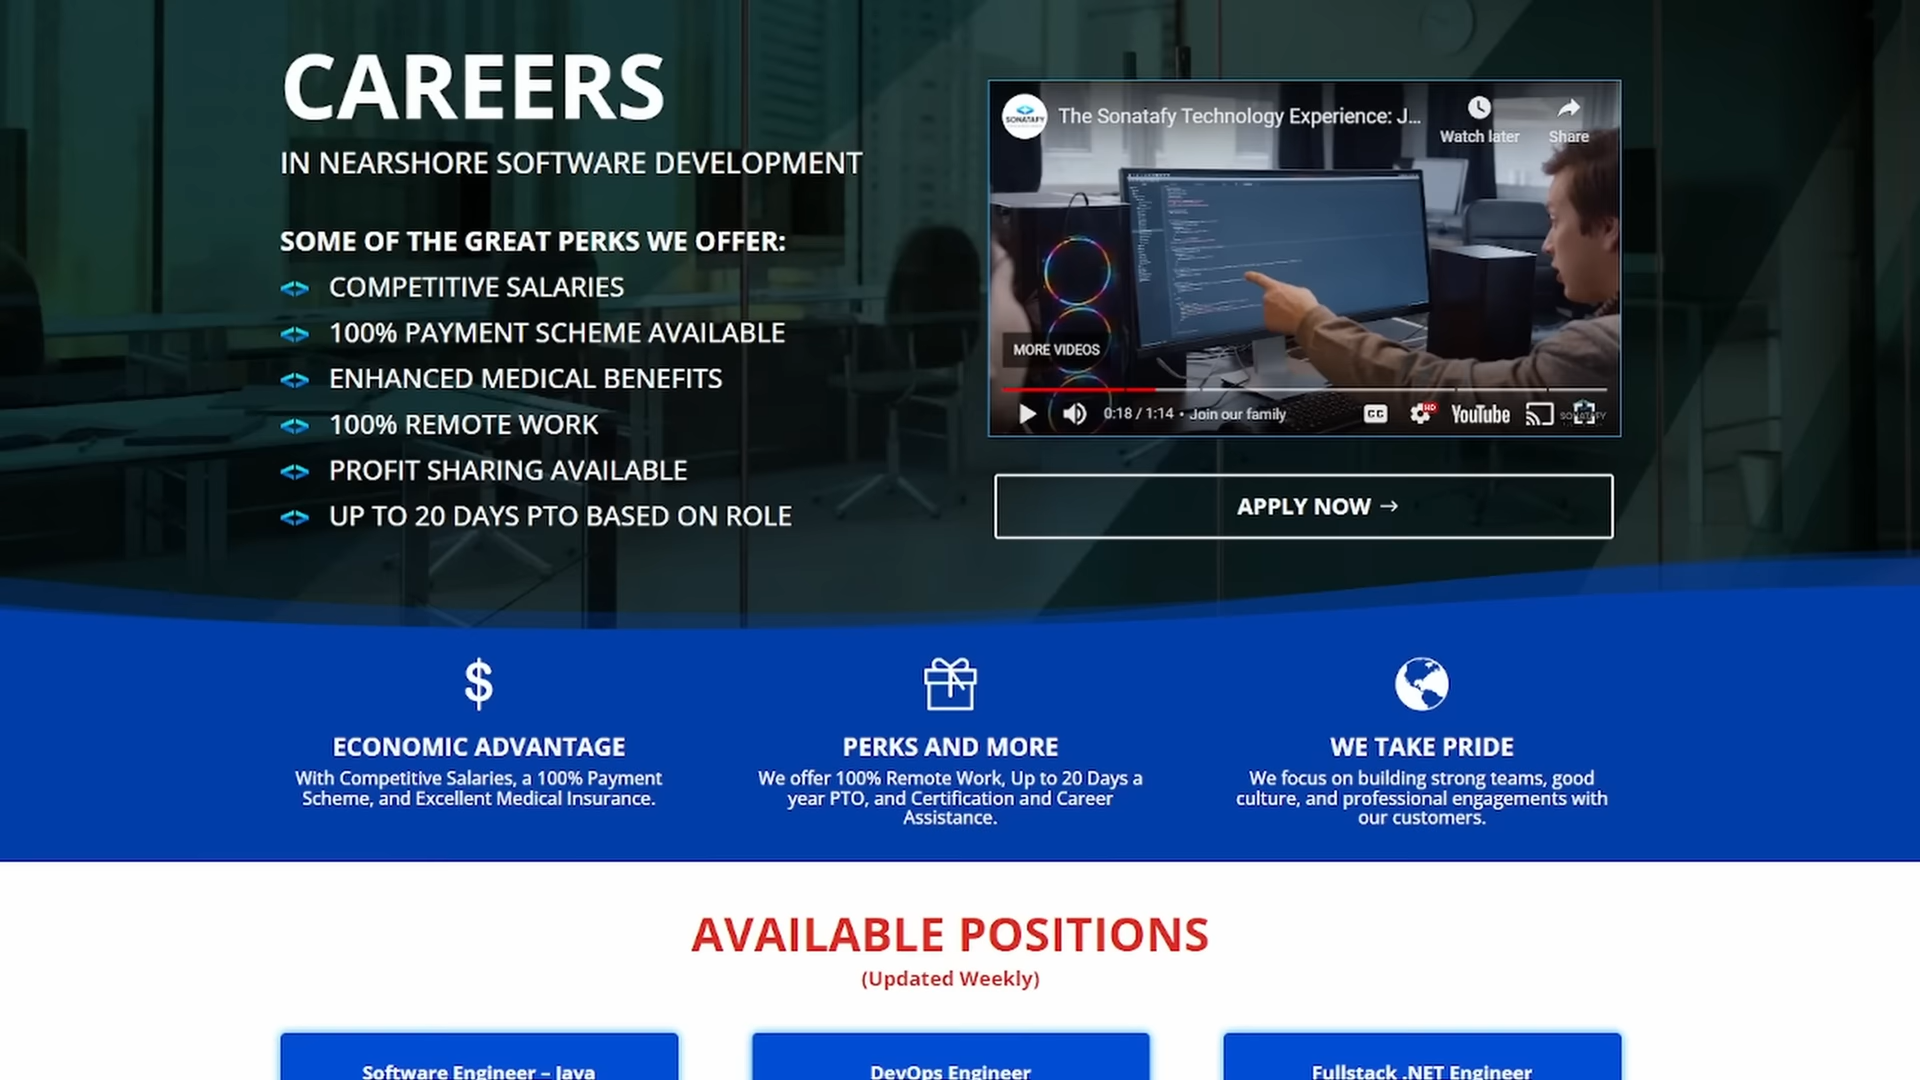 CAREERS
IN NEARSHORE SOFTWARE DEVELOPMENT
SOME OF THE GREAT PERKS WE OFFER:
COMPETITIVE SALARIES
100% PAYMENT SCHEME AVAILABLE
ENHANCED MEDICAL BENEFITS
100% REMOTE WORK
PROFIT SHARING AVAILABLE
UP TO 20 DAYS PTO BASED ON ROLE
SONATAFY
The Sonatafy Technology Experience: J...
Watch later
Share
MORE VIDEOS
0:18 / 1:14 • Join our family
CC
HD
YouTube
SONATAFY
APPLY NOW →
$
ECONOMIC ADVANTAGE
With Competitive Salaries, a 100% Payment
Scheme, and Excellent Medical Insurance.
PERKS AND MORE
We offer 100% Remote Work, Up to 20 Days a
year PTO, and Certification and Career
Assistance.
WE TAKE PRIDE
We focus on building strong teams, good
culture, and professional engagements with
our customers.
AVAILABLE POSITIONS
(Updated Weekly)
Software Engineer – Java
DevOps Engineer
Fullstack .NET Engineer